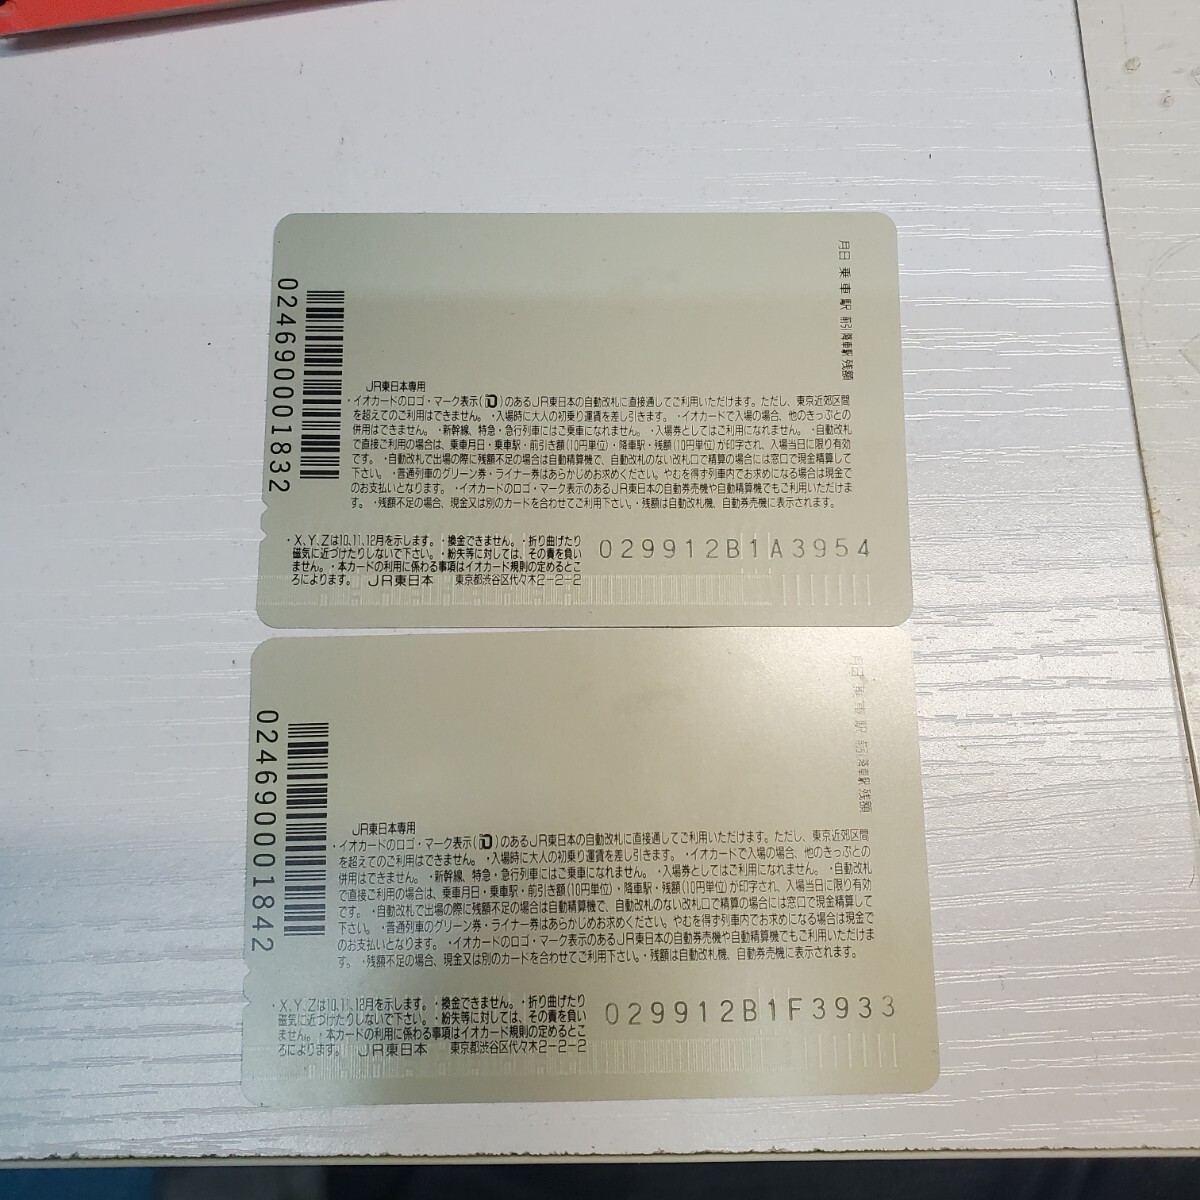 月日 乗車駅 前引 降車駅 残額
0246900001832
JR東日本専用
・イオカードのロゴ・マーク表示( )のあるJR東日本の自動改札に直接通してご利用いただけます。ただし、東京近郊区間
を超えてのご利用はできません。・入場時に大人の初乗り運賃を差し引きます。・イオカードで入場の場合、他のきっぷとの
併用はできません。・新幹線、特急・急行列車にはご乗車になれません。・入場券としてはご利用になれません。・自動改札
で直接ご利用の場合は、乗車月日・乗車駅・前引き額(10円単位)・降車駅・残額(10円単位)が印字され、入場当日に限り有効
です。・自動改札で出場の際に残額不足の場合は自動精算機で、自動改札のない改札口で精算の場合には窓口で現金精算して
下さい。・普通列車のグリーン券・ライナー券はあらかじめお求めください。やむを得ず列車内でお求めになる場合は現金で
のお支払いとなります。・イオカードのロゴ・マーク表示のあるJR東日本の自動券売機や自動精算機でもご利用いただけま
す。・残額不足の場合、現金又は別のカードを合わせてご利用下さい。・残額は自動改札機、自動券売機に表示されます。
・X、Y、Zは10、11、12月を示します。・換金できません。・折り曲げたり
磁気に近づけたりしないで下さい。・紛失等に対しては、その責を負い
ません。・本カードの利用に係わる事項はイオカード規則の定めるとこ
ろによります。 JR東日本 東京都渋谷区代々木2-2-2
029912B1A3954
月日 乗車駅 前引 降車駅 残額
0246900001842
JR東日本専用
・イオカードのロゴ・マーク表示( )のあるJR東日本の自動改札に直接通してご利用いただけます。ただし、東京近郊区間
を超えてのご利用はできません。・入場時に大人の初乗り運賃を差し引きます。・イオカードで入場の場合、他のきっぷとの
併用はできません。・新幹線、特急・急行列車にはご乗車になれません。・入場券としてはご利用になれません。・自動改札
で直接ご利用の場合は、乗車月日・乗車駅・前引き額(10円単位)・降車駅・残額(10円単位)が印字され、入場当日に限り有効
です。・自動改札で出場の際に残額不足の場合は自動精算機で、自動改札のない改札口で精算の場合には窓口で現金精算して
下さい。・普通列車のグリーン券・ライナー券はあらかじめお求めください。やむを得ず列車内でお求めになる場合は現金で
のお支払いとなります。・イオカードのロゴ・マーク表示のあるJR東日本の自動券売機や自動精算機でもご利用いただけま
す。・残額不足の場合、現金又は別のカードを合わせてご利用下さい。・残額は自動改札機、自動券売機に表示されます。
・X、Y、Zは10、11、12月を示します。・換金できません。・折り曲げたり
磁気に近づけたりしないで下さい。・紛失等に対しては、その責を負い
ません。・本カードの利用に係わる事項はイオカード規則の定めるとこ
ろによります。 JR東日本 東京都渋谷区代々木2-2-2
029912B1F3933